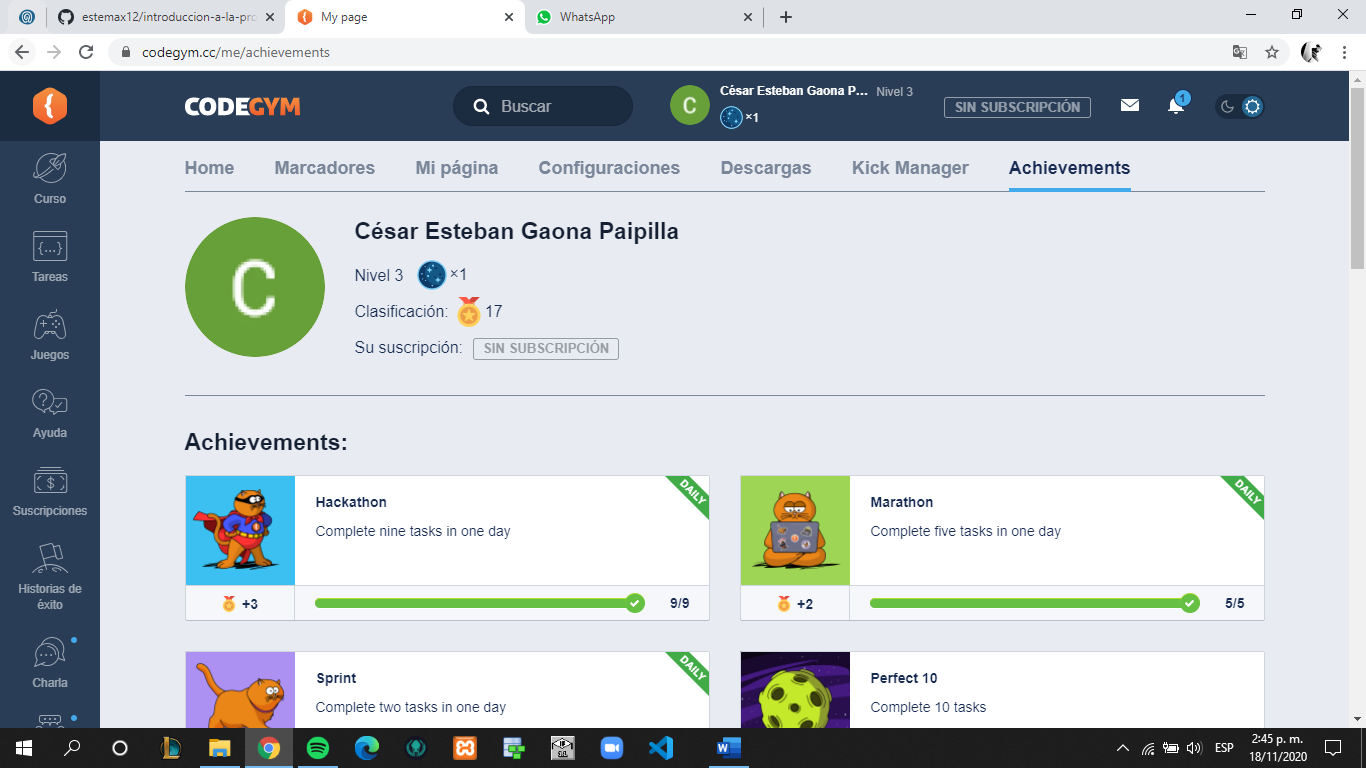 estemax12/introduccion-a-la-pro
My page
WhatsApp
codegym.cc/me/achievements
CODEGYM
Buscar
C
César Esteban Gaona P... Nivel 3
×1
SIN SUBSCRIPCIÓN
1
Curso
{...}
Tareas
Juegos
Ayuda
$
Suscripciones
Historias de
éxito
Charla
Home Marcadores Mi página Configuraciones Descargas Kick Manager Achievements
C
César Esteban Gaona Paipilla
Nivel 3 ×1
Clasificación: 17
Su suscripción: SIN SUBSCRIPCIÓN
Achievements:
Hackathon
DAILY
Complete nine tasks in one day
+3
9/9
Marathon
DAILY
Complete five tasks in one day
+2
5/5
Sprint
DAILY
Complete two tasks in one day
Perfect 10
Complete 10 tasks
ESP
2:45 p. m.
18/11/2020